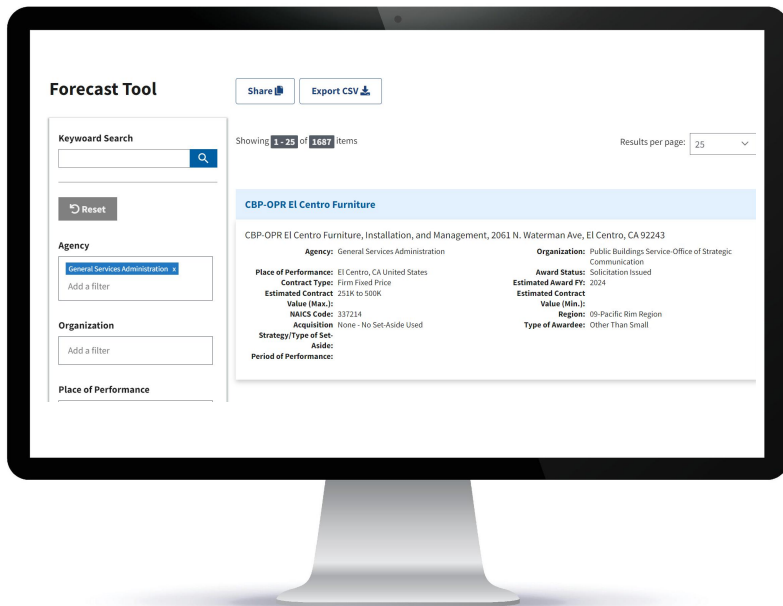 Forecast Tool
Share
Export CSV
Keywoard Search
Showing 1 - 25 of 1687 items
Results per page: 25
Reset
CBP-OPR El Centro Furniture
CBP-OPR El Centro Furniture, Installation, and Management, 2061 N. Waterman Ave, El Centro, CA 92243
Agency
General Services Administration x
Add a filter
Organization
Add a filter
Place of Performance
Agency: General Services Administration
Place of Performance: El Centro, CA United States
Contract Type: Firm Fixed Price
Estimated Contract 251K to 500K
Value (Max.):
NAICS Code: 337214
Acquisition None - No Set-Aside Used
Strategy/Type of Set-
Aside:
Period of Performance:
Organization: Public Buildings Service-Office of Strategic
Communication
Award Status: Solicitation Issued
Estimated Award FY: 2024
Estimated Contract
Value (Min.):
Region: 09-Pacific Rim Region
Type of Awardee: Other Than Small